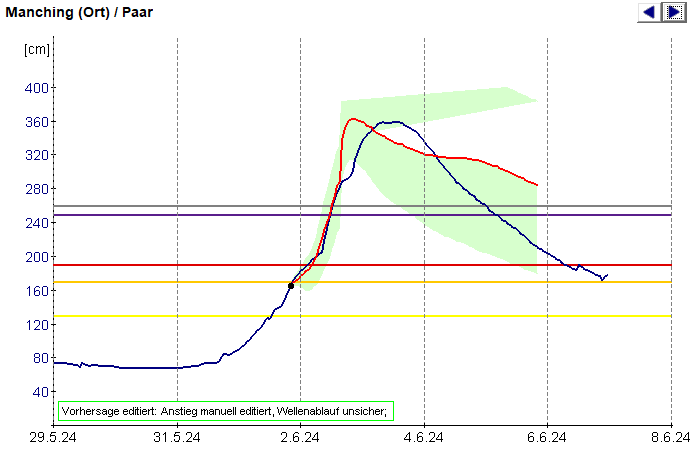 Manching (Ort) / Paar
[cm]
400
360
320
280
240
200
160
120
80
40
Vorhersage editiert: Anstieg manuell editiert, Wellenablauf unsicher;
29.5.24 31.5.24 2.6.24 4.6.24 6.6.24 8.6.24